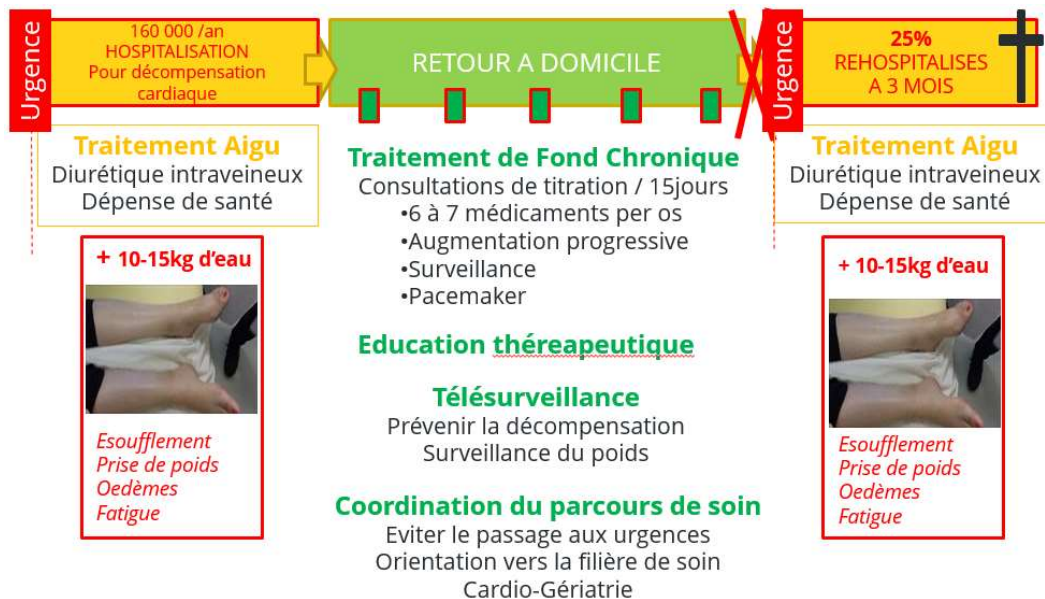 Urgence
160 000 /an
HOSPITALISATION
Pour décompensation
cardiaque
RETOUR A DOMICILE
Urgence
25%
REHOSPITALISES
A 3 MOIS
Traitement Aigu
Diurétique intraveineux
Dépense de santé
+ 10-15kg d'eau
Esoufflement
Prise de poids
Oedèmes
Fatigue
Traitement de Fond Chronique
Consultations de titration / 15jours
•6 à 7 médicaments per os
•Augmentation progressive
•Surveillance
•Pacemaker
Education théreapeutique
Télésurveillance
Prévenir la décompensation
Surveillance du poids
Coordination du parcours de soin
Eviter le passage aux urgences
Orientation vers la filière de soin
Cardio-Gériatrie
Traitement Aigu
Diurétique intraveineux
Dépense de santé
+ 10-15kg d'eau
Esoufflement
Prise de poids
Oedèmes
Fatigue